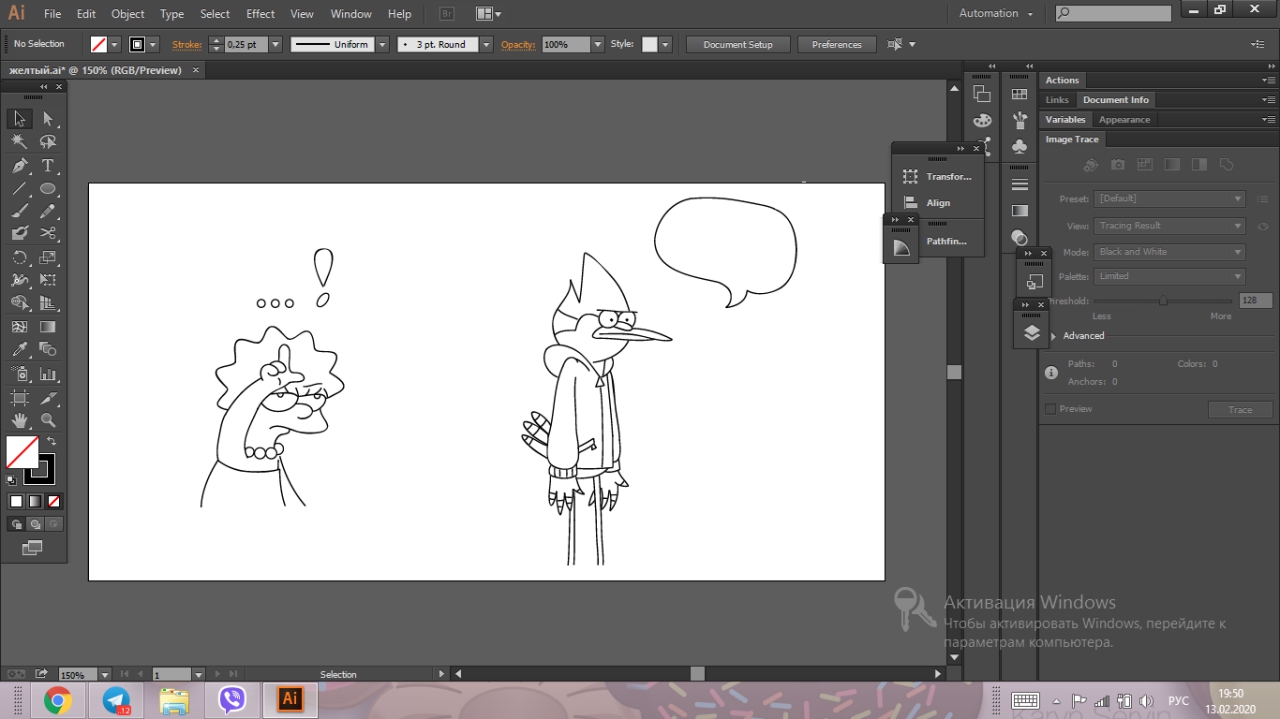 Ai File Edit Object Type Select Effect View Window Help Br Automation
No Selection Stroke: 0,25 pt Uniform 3 pt. Round Opacity: 100% Style: Document Setup Preferences
желтый.ai* @ 150% (RGB/Preview)
Actions
Links Document Info
Variables Appearance
Image Trace
Transfor...
Align
Pathfin...
Preset: [Default]
View: Tracing Result
Mode: Black and White
Palette: Limited
hreshold: 128
Less More
Advanced
Paths: 0 Colors: 0
Anchors: 0
Preview Trace
... !
Активация Windows
Чтобы активировать Windows, перейдите к
параметрам компьютера.
150% 1 Selection
12 Ai РУС 19:50
13.02.2020